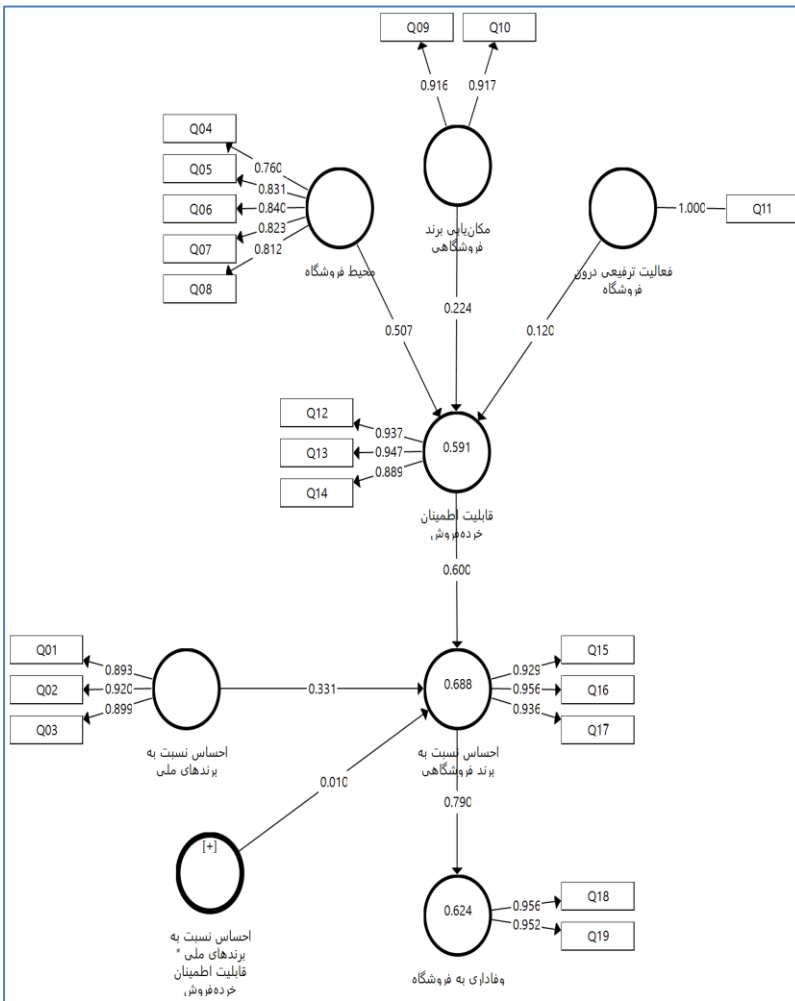 Q09
Q10
0.916
0.917
Q04
Q05
Q06
Q07
Q08
0.760
0.831
0.840
0.823
0.812
محیط فروشگاه
مکان‌یابی برند
فروشگاهی
1.000
Q11
فعالیت ترفیعی درون
فروشگاه
0.507
0.224
0.120
Q12
Q13
Q14
0.937
0.947
0.889
0.591
قابلیت اطمینان
خرده‌فروش
0.600
Q01
Q02
Q03
0.893
0.920
0.899
احساس نسبت به
برندهای ملی
0.331
0.688
0.929
0.956
0.936
Q15
Q16
Q17
احساس نسبت به
برند فروشگاهی
0.010
0.790
[+]
احساس نسبت به
برندهای ملی *
قابلیت اطمینان
خرده‌فروش
0.624
0.956
0.952
Q18
Q19
وفاداری به فروشگاه